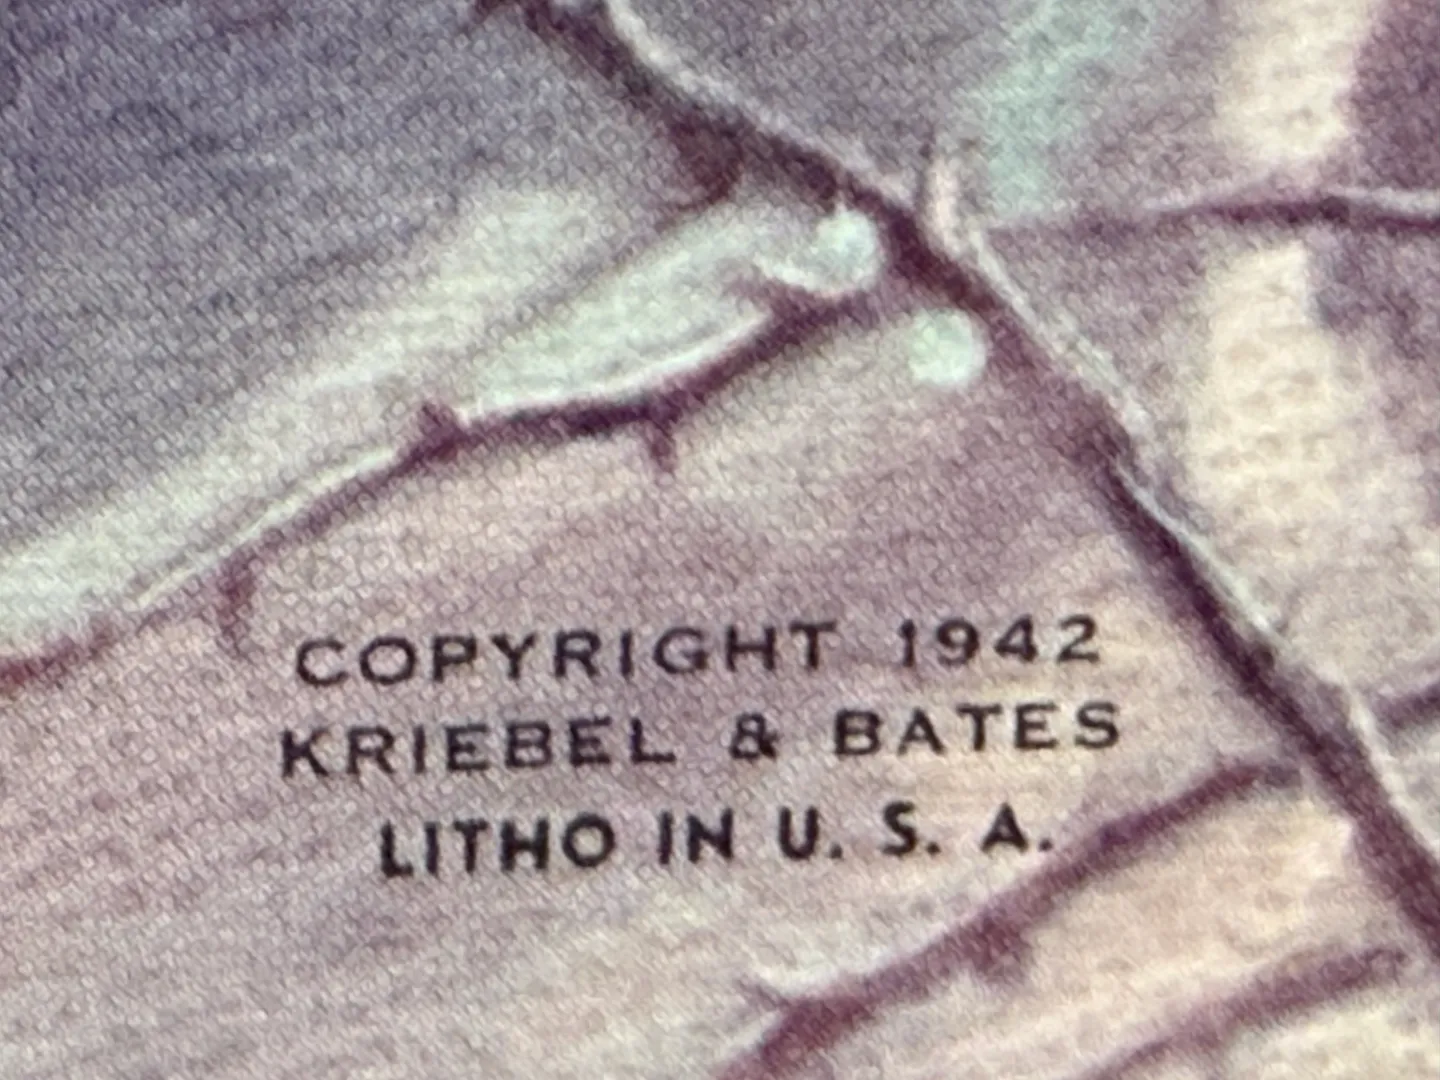 COPYRIGHT 1942
KRIEBEL & BATES
LITHO IN U. S. A.